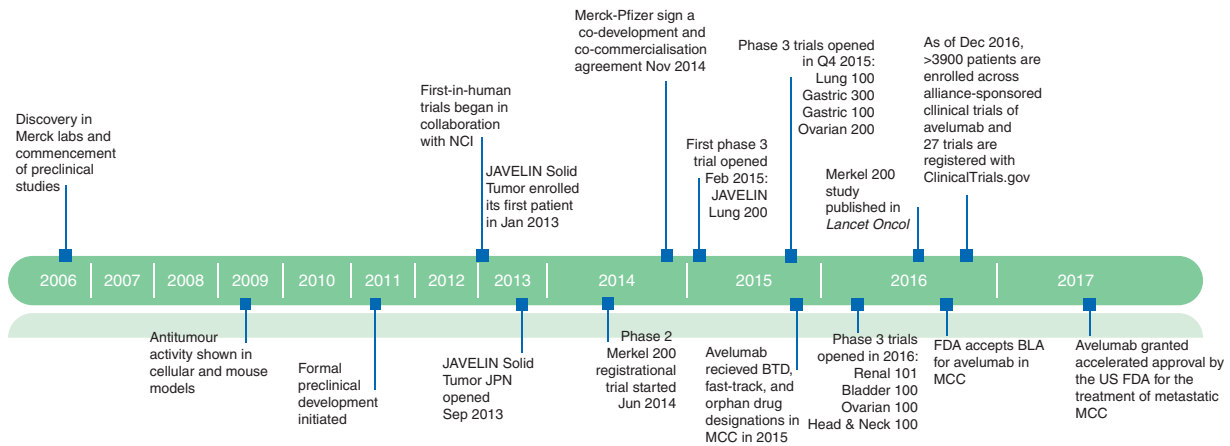 Discovery in
Merck labs and
commencement
of preclinical
studies
First-in-human
trials began in
collaboration
with NCI
JAVELIN Solid
Tumor enrolled
its first patient
in Jan 2013
Merck-Pfizer sign a
co-development and
co-commercialisation
agreement Nov 2014
First phase 3
trial opened
Feb 2015:
JAVELIN
Lung 200
Phase 3 trials opened
in Q4 2015:
Lung 100
Gastric 300
Gastric 100
Ovarian 200
Merkel 200
study
published in
Lancet Oncol
As of Dec 2016,
>3900 patients are
enrolled across
alliance-sponsored
cllinical trials of
avelumab and
27 trials are
registered with
ClinicalTrials.gov
2006 2007 2008 2009 2010 2011 2012 2013 2014 2015 2016 2017
Antitumour
activity shown in
cellular and mouse
models
Formal
preclinical
development
initiated
JAVELIN Solid
Tumor JPN
opened
Sep 2013
Phase 2
Merkel 200
registrational
trial started
Jun 2014
Avelumab
recieved BTD,
fast-track, and
orphan drug
designations in
MCC in 2015
Phase 3 trials
opened in 2016:
Renal 101
Bladder 100
Ovarian 100
Head & Neck 100
FDA accepts BLA
for avelumab in
MCC
Avelumab granted
accelerated approval by
the US FDA for the
treatment of metastatic
MCC